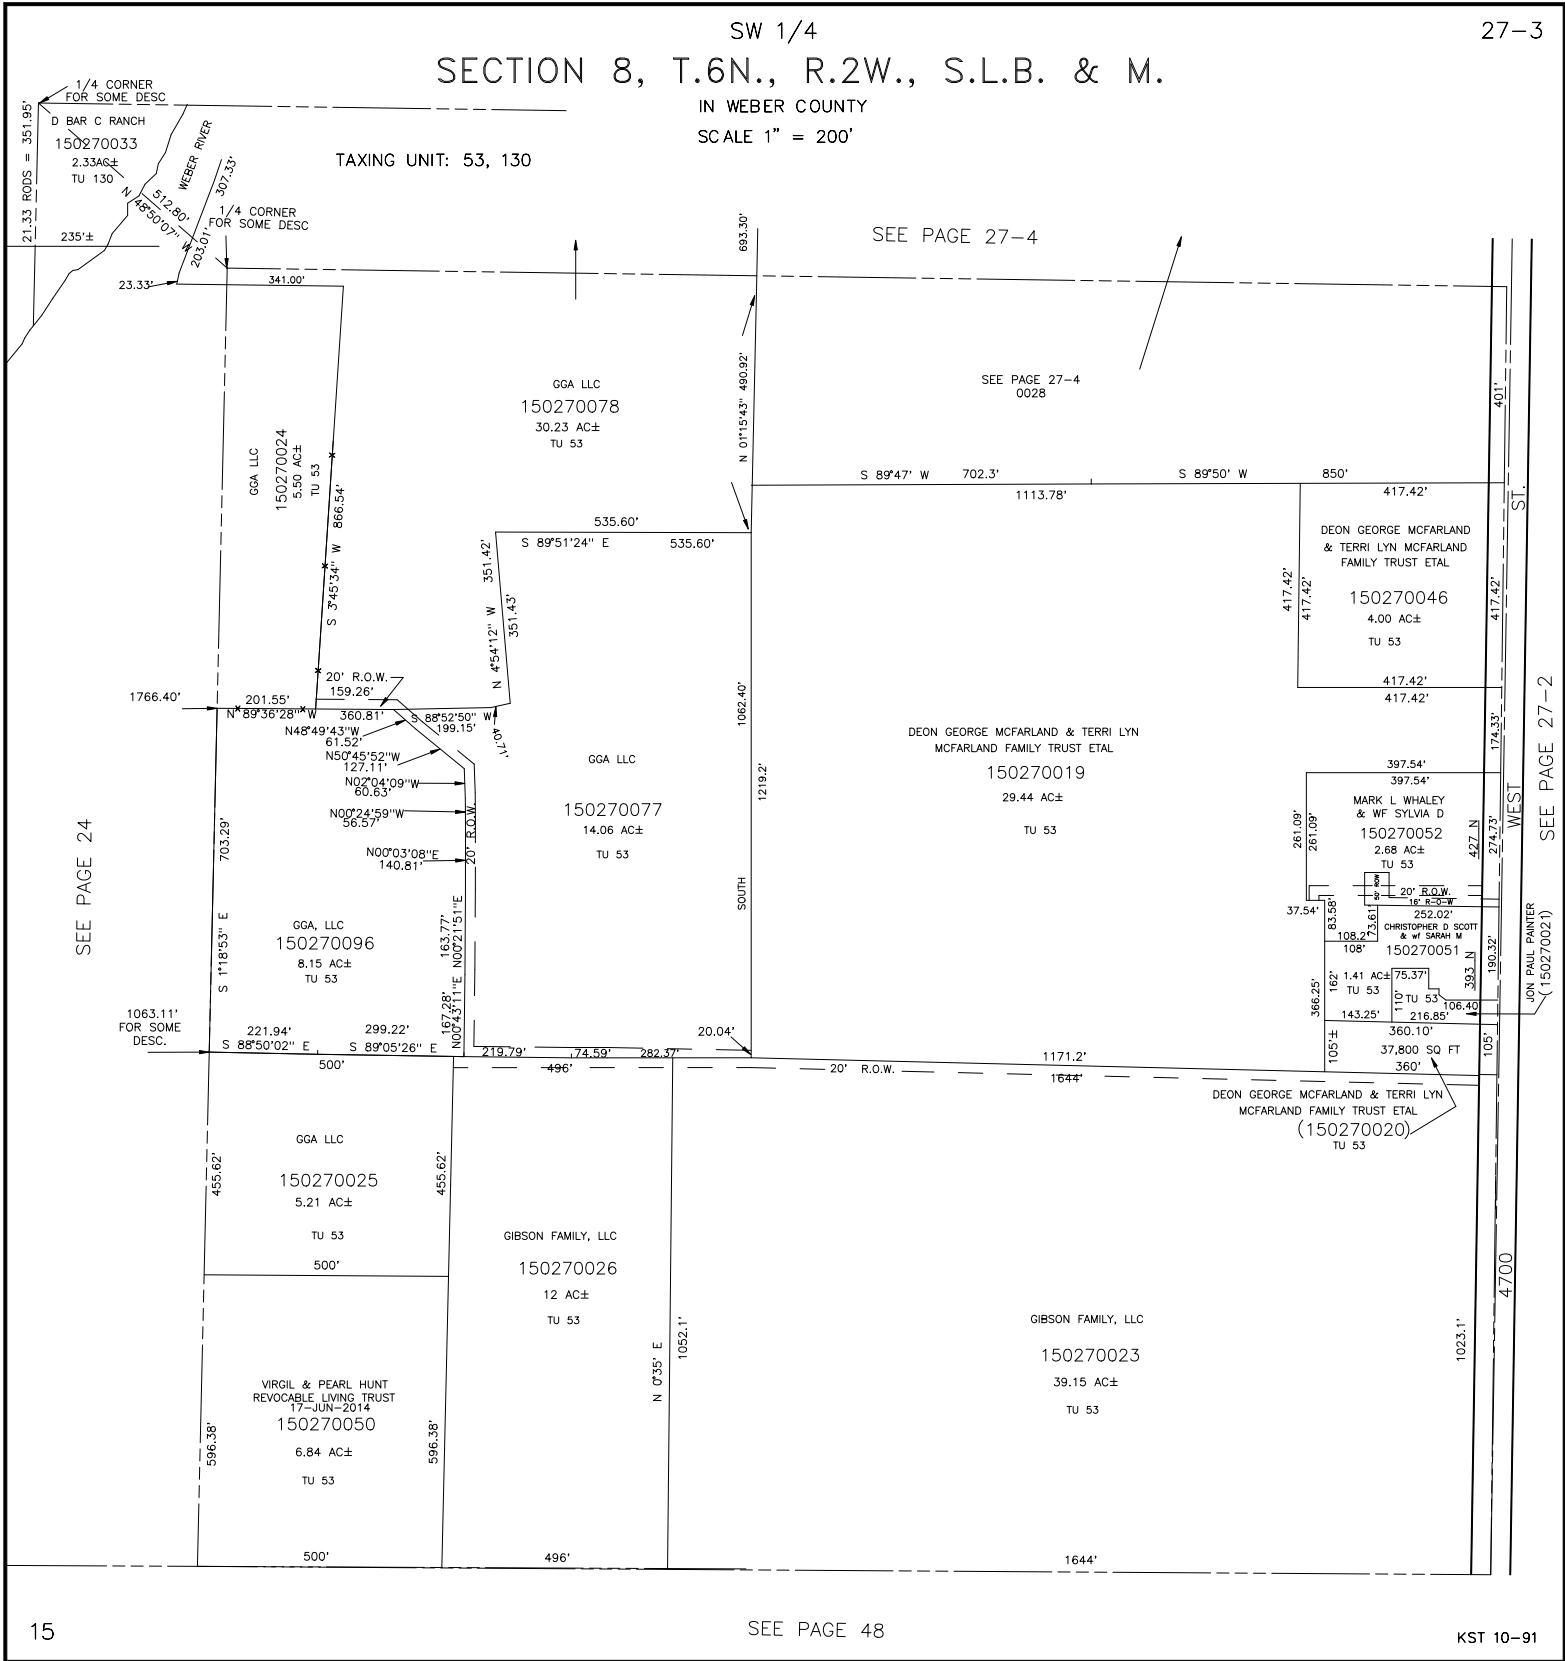 SW 1/4
27-3
SECTION 8, T.6N., R.2W., S.L.B. & M.
IN WEBER COUNTY
SCALE 1" = 200'
TAXING UNIT: 53, 130
1/4 CORNER
FOR SOME DESC
D BAR C RANCH
150270033
2.33AC±
TU 130
21.33 RODS = 351.95'
235'±
WEBER RIVER
512.80'
N 48°50'07" W
307.33'
203.01'
1/4 CORNER
FOR SOME DESC
23.33'
341.00'
SEE PAGE 27-4
693.30'
N 01°15'43" 490.92'
SEE PAGE 27-4
0028
401'
GGA LLC
150270078
30.23 AC±
TU 53
GGA LLC
150270024
5.50 AC±
TU 53
S 3°45'34" W 866.54'
S 89°47' W 702.3'
S 89°50' W 850'
1113.78'
417.42'
535.60'
S 89°51'24" E 535.60'
351.42'
N 4°54'12" W
351.43'
DEON GEORGE MCFARLAND
& TERRI LYN MCFARLAND
FAMILY TRUST ETAL
150270046
4.00 AC±
TU 53
417.42'
417.42'
417.42'
417.42'
417.42'
ST.
174.33'
SEE PAGE 27-2
1766.40'
20' R.O.W.
201.55'
159.26'
N 89°36'28" W
360.81'
S 88°52'50" W
199.15'
40.71'
N48°49'43"W
61.52'
N50°45'52"W
127.11'
N02°04'09"W
60.63'
N00°24'59"W
56.57'
N00°03'08"E
140.81'
20' R.O.W.
GGA LLC
150270077
14.06 AC±
TU 53
1062.40'
1219.2'
SOUTH
DEON GEORGE MCFARLAND & TERRI LYN
MCFARLAND FAMILY TRUST ETAL
150270019
29.44 AC±
TU 53
397.54'
397.54'
MARK L WHALEY
& WF SYLVIA D
150270052
2.68 AC±
TU 53
261.09'
261.09'
427 N
274.73'
WEST
50' ROW
20' R.O.W.
16' R-O-W
37.54'
83.58'
73.61'
252.02'
CHRISTOPHER D SCOTT
& wf SARAH M
150270051
108.2'
108'
1.41 AC±
TU 53
162'
366.25'
75.37'
110'
TU 53
393 N
190.32'
106.40
143.25'
216.85'
JON PAUL PAINTER
(150270021)
360.10'
105'±
37,800 SQ FT
105'
360'
SEE PAGE 24
703.29'
S 1°18'53" E
GGA, LLC
150270096
8.15 AC±
TU 53
163.77'
N00°21'51"E
167.28'
N00°43'11"E
1063.11'
FOR SOME
DESC.
221.94'
299.22'
S 88°50'02" E
S 89°05'26" E
20.04'
219.79'
74.59'
282.37'
500'
496'
20' R.O.W.
1171.2'
1644'
DEON GEORGE MCFARLAND & TERRI LYN
MCFARLAND FAMILY TRUST ETAL
(150270020)
TU 53
GGA LLC
150270025
5.21 AC±
TU 53
455.62'
455.62'
500'
GIBSON FAMILY, LLC
150270026
12 AC±
TU 53
N 0°35' E
1052.1'
GIBSON FAMILY, LLC
150270023
39.15 AC±
TU 53
1023.1'
4700
VIRGIL & PEARL HUNT
REVOCABLE LIVING TRUST
17-JUN-2014
150270050
6.84 AC±
TU 53
596.38'
596.38'
500'
496'
1644'
15
SEE PAGE 48
KST 10-91